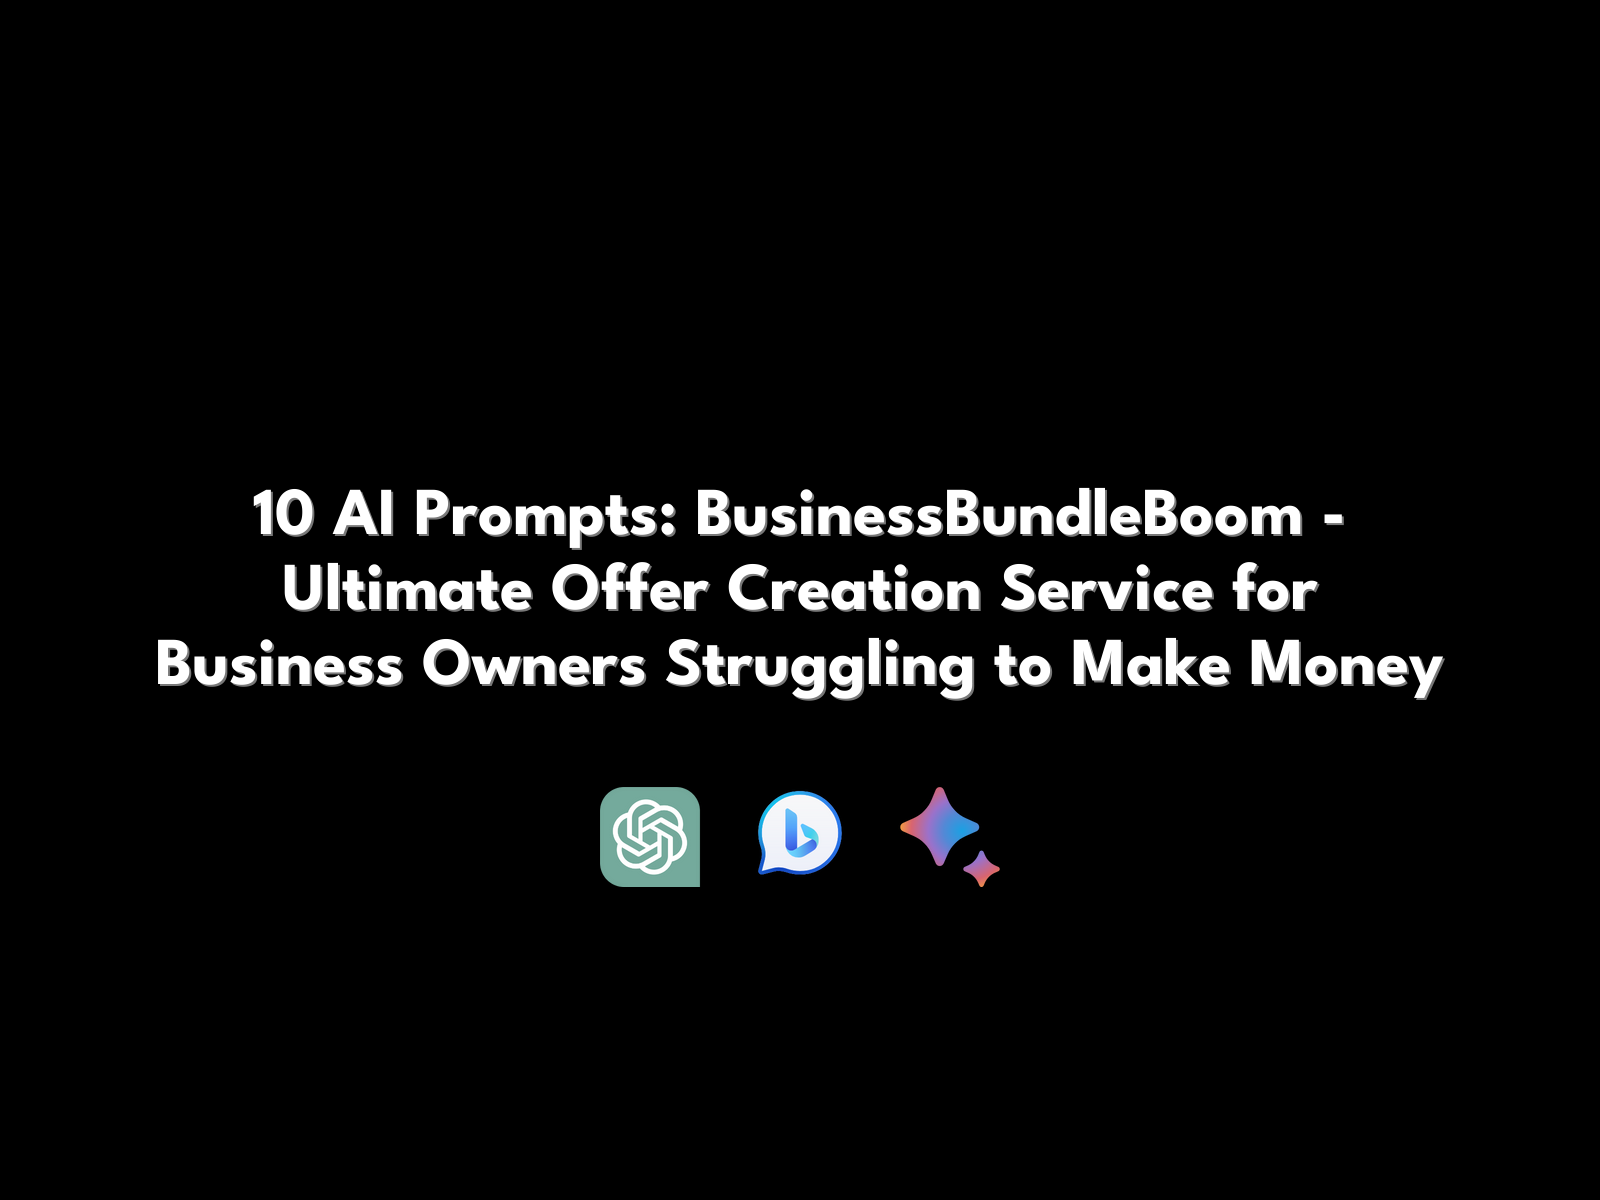 10 AI Prompts: BusinessBundleBoom -
Ultimate Offer Creation Service for
Business Owners Struggling to Make Money